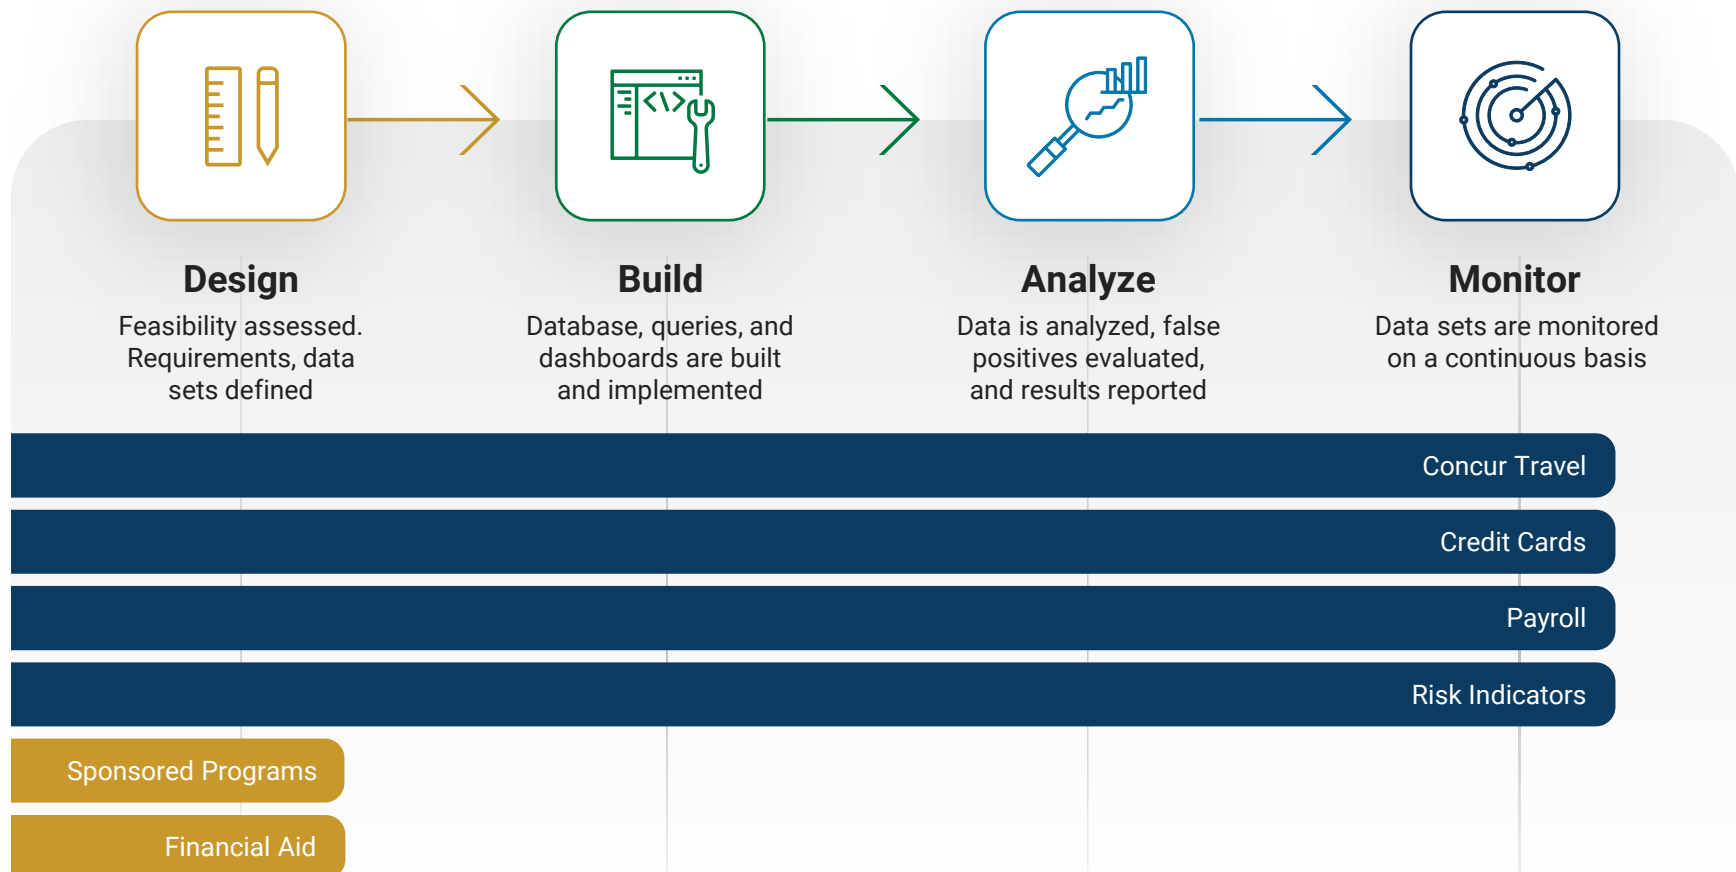 Design
Feasibility assessed.
Requirements, data
sets defined
Build
Database, queries, and
dashboards are built
and implemented
Analyze
Data is analyzed, false
positives evaluated,
and results reported
Monitor
Data sets are monitored
on a continuous basis
Concur Travel
Credit Cards
Payroll
Risk Indicators
Sponsored Programs
Financial Aid